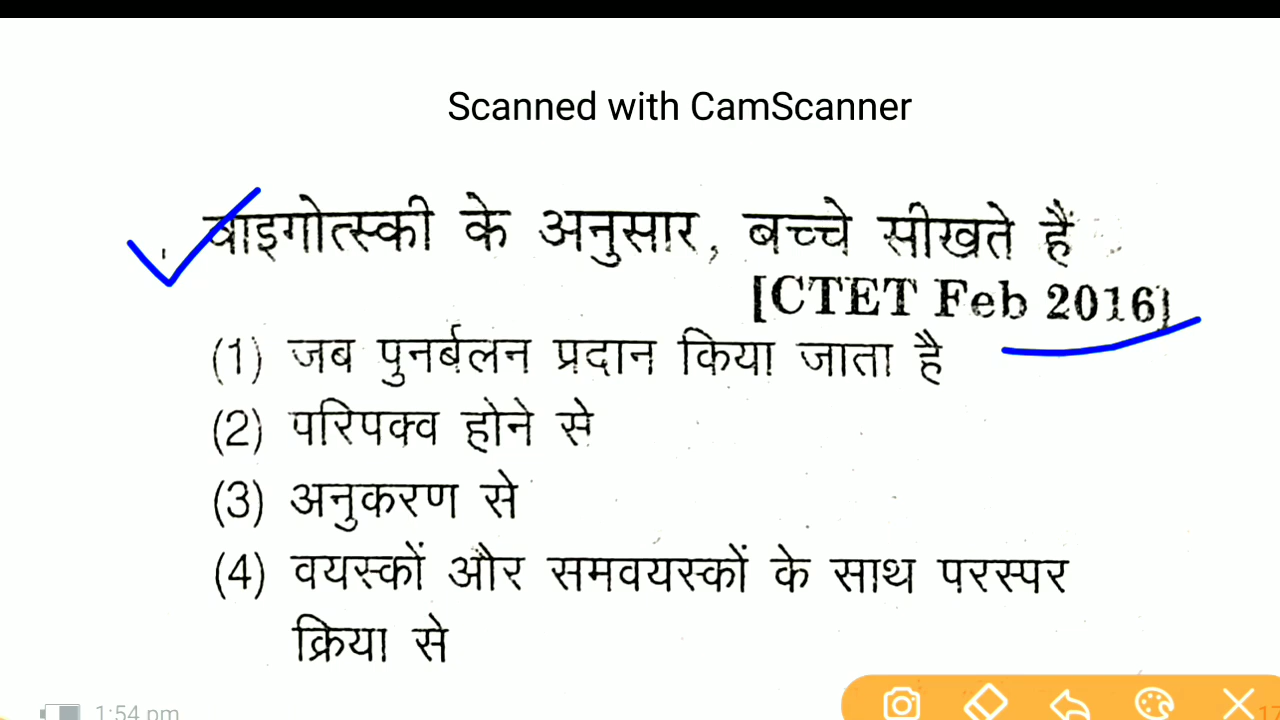 Scanned with CamScanner
वाइगोत्स्की के अनुसार, बच्चे सीखते हैं
[CTET Feb 2016]
(1) जब पुनर्बलन प्रदान किया जाता है
(2) परिपक्व होने से
(3) अनुकरण से
(4) वयस्कों और समवयस्कों के साथ परस्पर
क्रिया से
1:54 pm
17